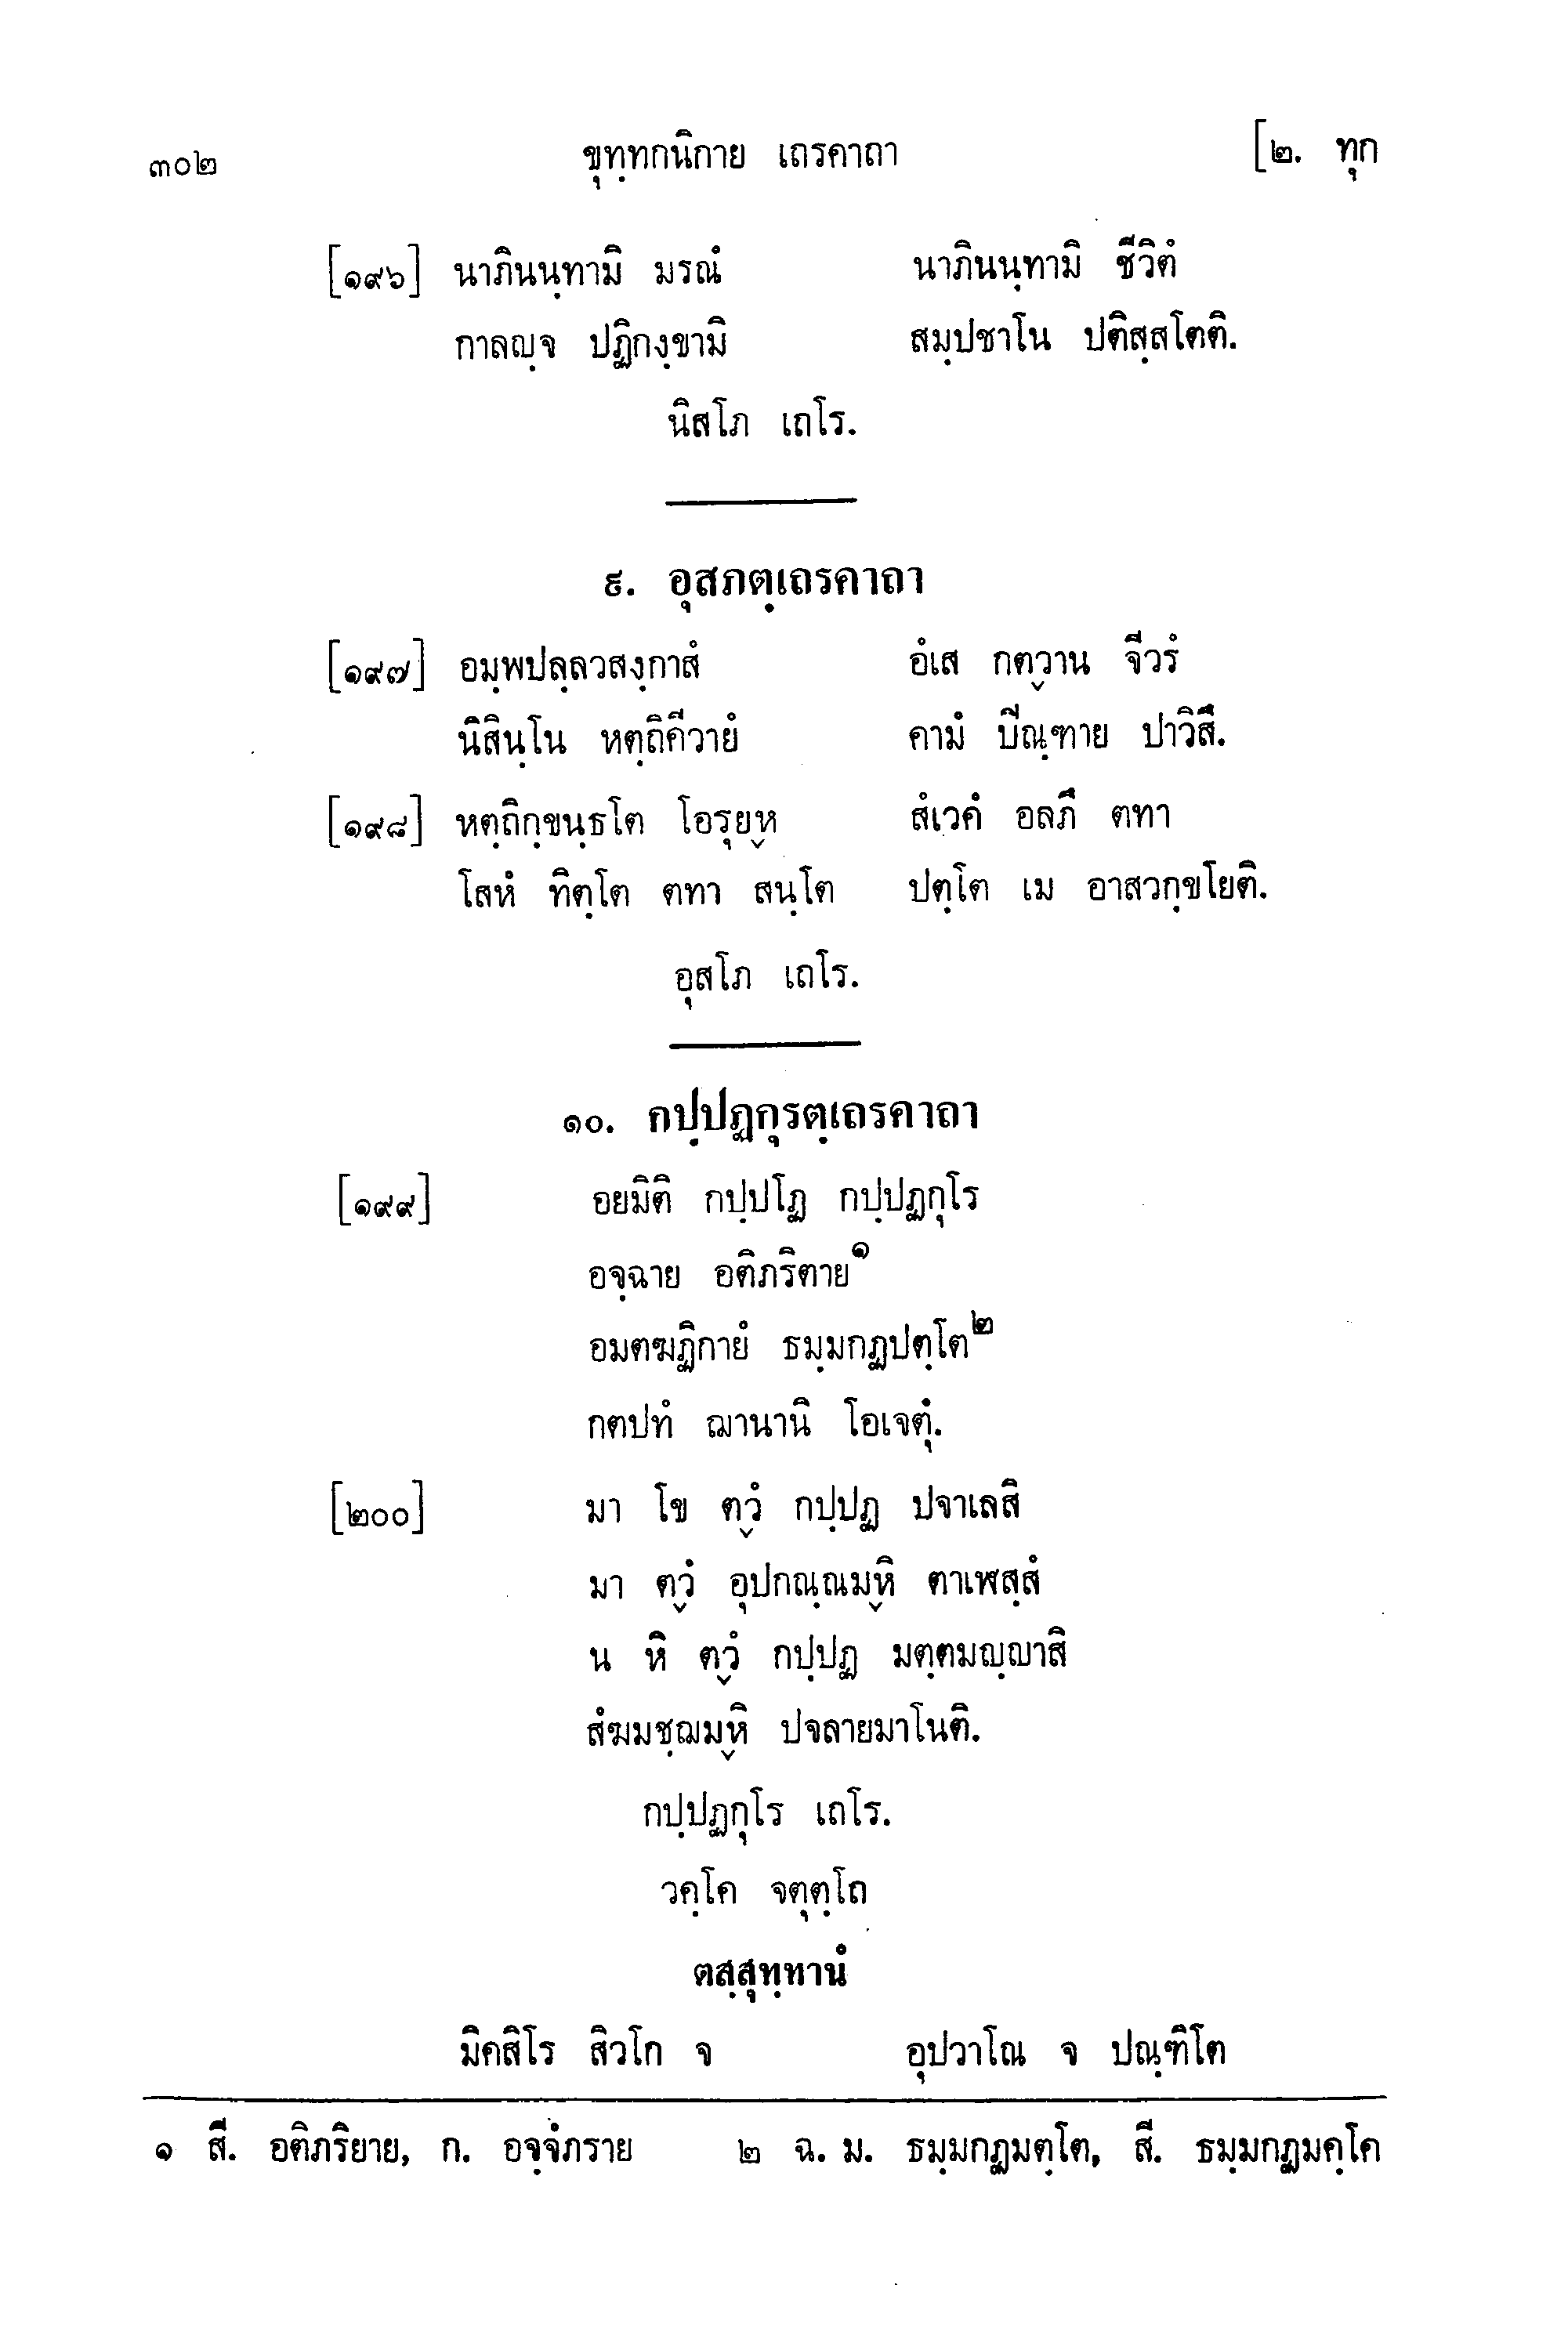 ๓๐๒ ขุทฺทกนิกาย เถรคาถา [๒. ทุก
[๑๙๖] นาภินนฺทามิ มรณํ นาภินนฺทามิ ชีวิตํ
กาลญฺจ ปฏิกงฺขามิ สมฺปชาโน ปติสฺสโตติ.
นิสโภ เถโร.
๙. อุสภตฺเถรคาถา
[๑๙๗] อมฺพปลฺลวสงฺกาสํ อํเส กตฺวาน จีวรํ
นิสินฺโน หตฺถิคีวายํ คามํ ปิณฺฑาย ปาวิสึ.
[๑๙๘] หตฺถิกฺขนฺธโต โอรุยฺห สํเวคํ อลภึ ตทา
โสหํ ทิตฺโต ตทา สนฺโต ปตฺโต เม อาสวกฺขโยติ.
อุสโภ เถโร.
๑๐. กปฺปฏกุรตฺเถรคาถา
[๑๙๙] อยมิติ กปฺปโฏ กปฺปฏกุโร
อจฺฉาย อติภริตาย๑
อมตฆฏิกายํ ธมฺมกฏปตฺโต๒
กตปทํ ฌานานิ โอเจตุํ.
[๒๐๐] มา โข ตฺวํ กปฺปฏ ปจาเลสิ
มา ตฺวํ อุปกณฺณมฺหิ ตาเฬสฺสํ
น หิ ตฺวํ กปฺปฏ มตฺตมญฺญาสิ
สํฆมชฺฌมฺหิ ปจลายมาโนติ.
กปฺปฏกุโร เถโร.
วคฺโค จตุตฺโถ
ตสฺสุทฺทานํ
มิคสิโร สิวโก จ อุปวาโณ จ ปณฺฑิโต
๑ สี. อติภริยาย, ก. อจฺจํภราย ๒ ฉ. ม. ธมฺมกฏมตฺโต, สี. ธมฺมกฏมคฺโค